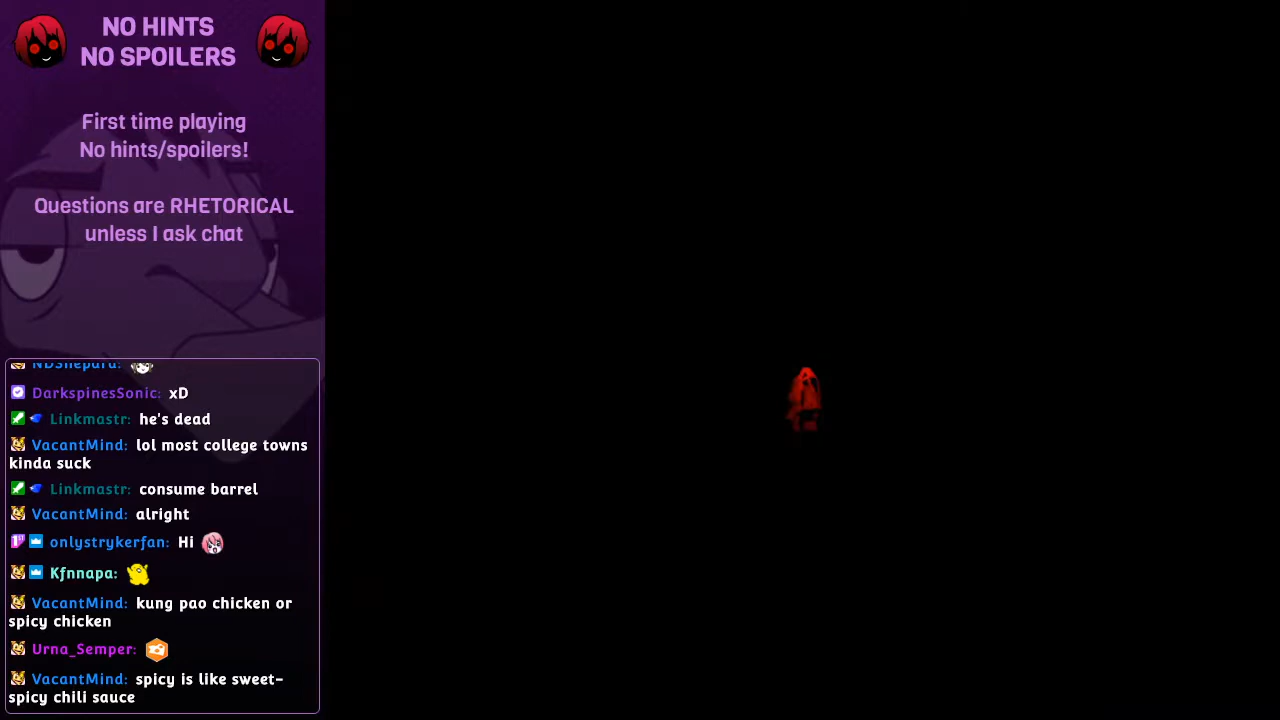 NO HINTS
NO SPOILERS
First time playing
No hints/spoilers!
Questions are RHETORICAL
unless I ask chat
NDShepard:
DarkspinesSonic: xD
Linkmastr: he's dead
VacantMind: lol most college towns
kinda suck
Linkmastr: consume barrel
VacantMind: alright
onlystrykerfan: Hi
Kfnnapa:
VacantMind: kung pao chicken or
spicy chicken
Urna_Semper:
VacantMind: spicy is like sweet-
spicy chili sauce